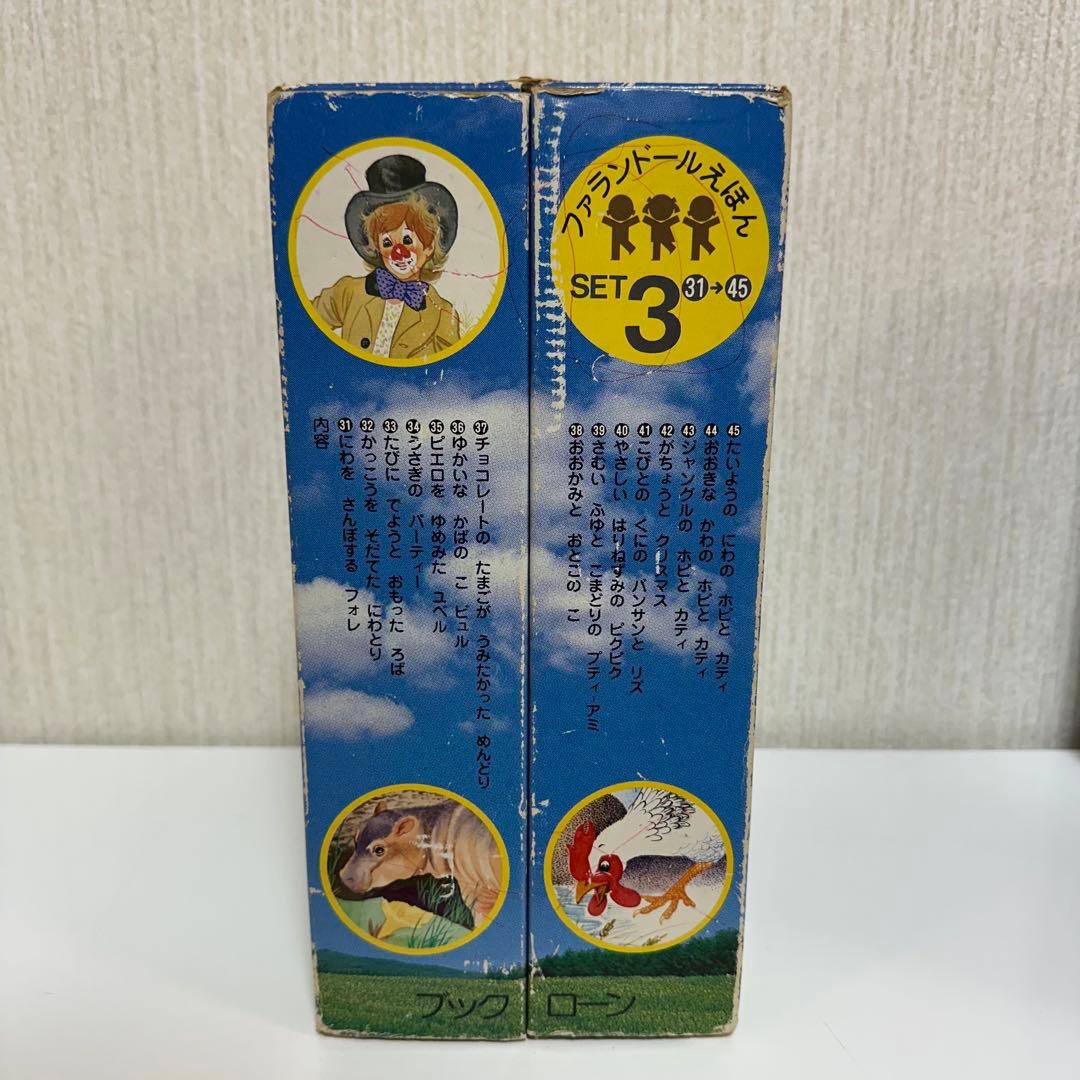 ファランドールえほん
SET 3 31→45
内容
31 にわを さんぽする フォレ
32 かっこうを そだてた にわとり
33 たびに でようと おもった ろば
34 うさぎの パーティー
35 ピエロを ゆめみた ユベル
36 ゆかいな かばの こ ピュル
37 チョコレートの たまごが うみたかった めんどり
38 おおかみと おとこの こ
39 さむい ふゆと こまどりの プティ-アミ
40 やさしい はりねずみの ピクピク
41 こびとの くにの バンサンと リズ
42 がちょうと クリスマス
43 ジャングルの ホビと カティ
44 おおきな かわの ホビと カティ
45 たいようの にわの ホビと カティ
ブック ローン